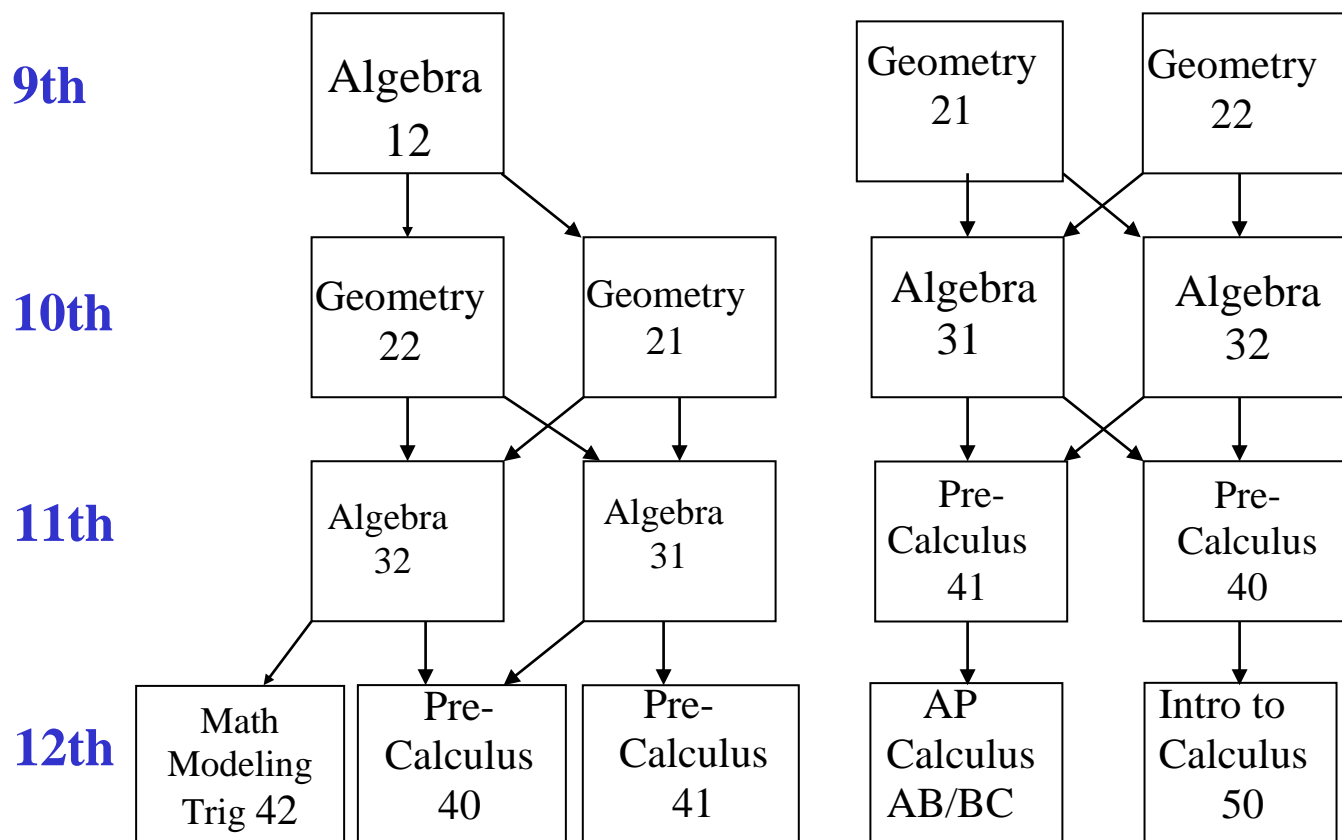 9th
Algebra
12
Geometry
21
Geometry
22
10th
Geometry
22
Geometry
21
Algebra
31
Algebra
32
11th
Algebra
32
Algebra
31
Pre-
Calculus
41
Pre-
Calculus
40
12th
Math
Modeling
Trig 42
Pre-
Calculus
40
Pre-
Calculus
41
AP
Calculus
AB/BC
Intro to
Calculus
50